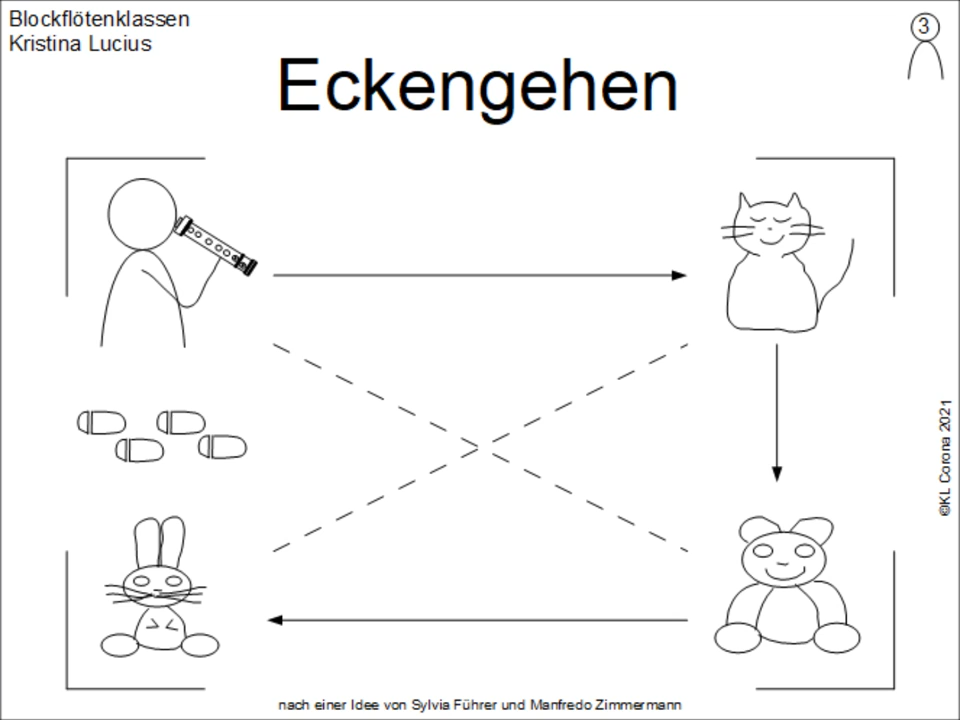 Blockflötenklassen
Kristina Lucius
3
Eckengehen
©KL Corona 2021
nach einer Idee von Sylvia Führer und Manfredo Zimmermann